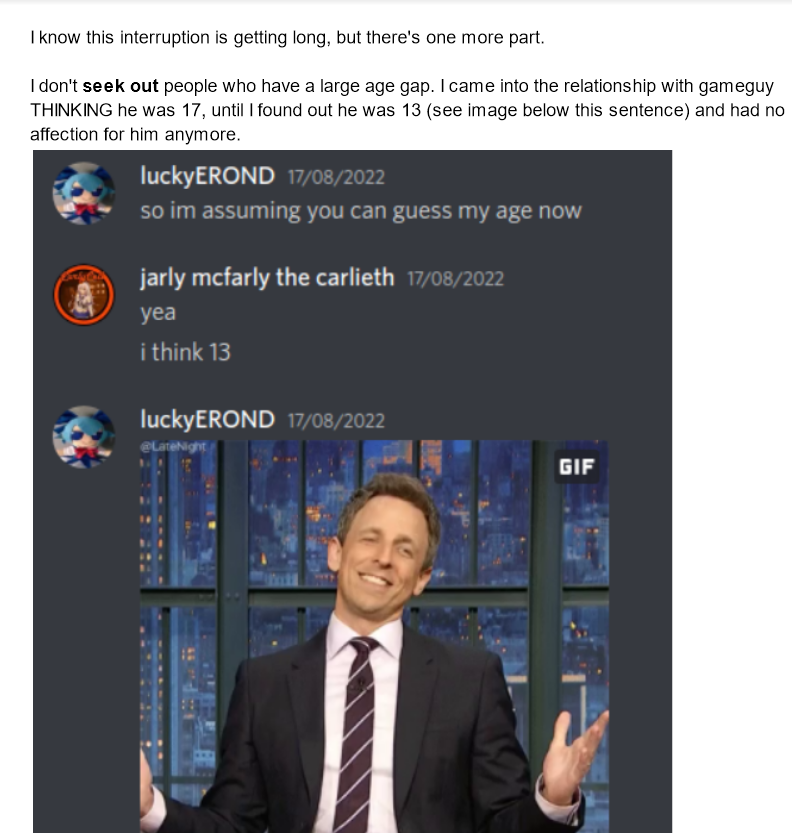 I know this interruption is getting long, but there's one more part.
I don't seek out people who have a large age gap. I came into the relationship with gameguy
THINKING he was 17, until I found out he was 13 (see image below this sentence) and had no
affection for him anymore.
luckyEROND 17/08/2022
so im assuming you can guess my age now
jarly mcfarly the carlieth 17/08/2022
yea
i think 13
luckyEROND 17/08/2022
@LateNight
GIF